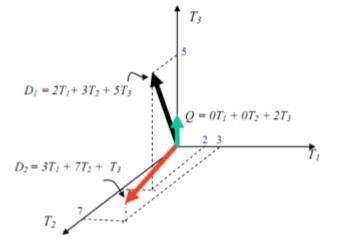 T₃
5
D₁ = 2T₁+ 3T₂ + 5T₃
Q = 0T₁ + 0T₂ + 2T₃
2 3
T₁
D₂ = 3T₁ + 7T₂ + T₃
7
T₂